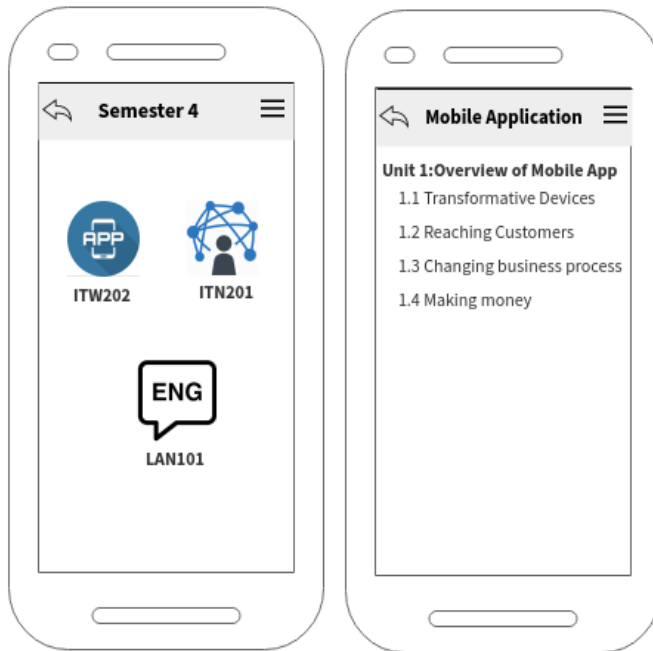 Semester 4
APP
ITW202
ITN201
ENG
LAN101
Mobile Application
Unit 1:Overview of Mobile App
1.1 Transformative Devices
1.2 Reaching Customers
1.3 Changing business process
1.4 Making money